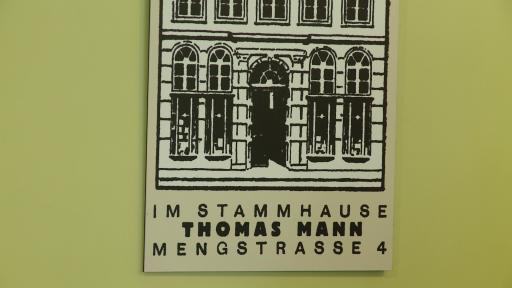 IM STAMMHAUSE
THOMAS MANN
MENGSTRASSE 4